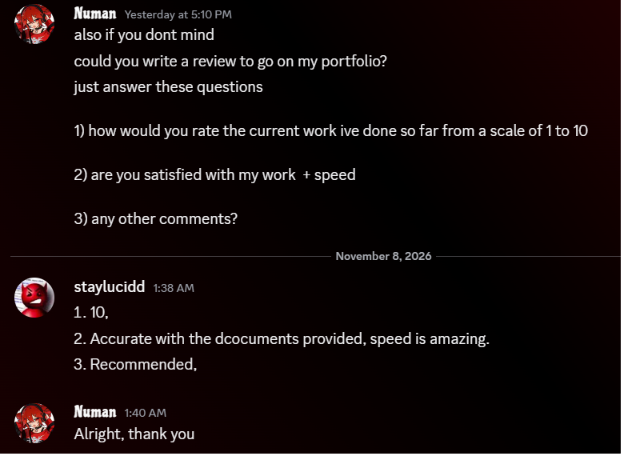 Numan Yesterday at 5:10 PM
also if you dont mind
could you write a review to go on my portfolio?
just answer these questions
1) how would you rate the current work ive done so far from a scale of 1 to 10
2) are you satisfied with my work + speed
3) any other comments?
November 8, 2026
staylucidd 1:38 AM
1. 10,
2. Accurate with the dcocuments provided, speed is amazing.
3. Recommended,
Numan 1:40 AM
Alright, thank you